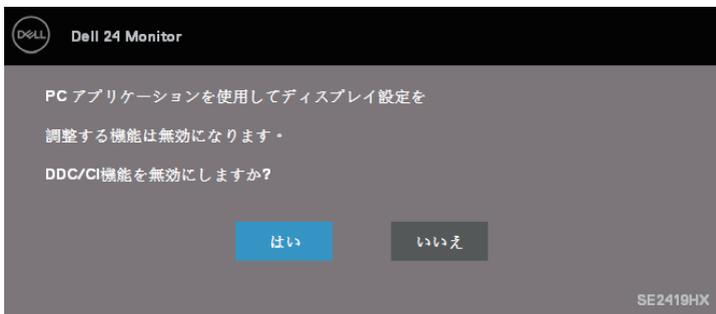 DELL
Dell 24 Monitor
PC アプリケーションを使用してディスプレイ設定を
調整する機能は無効になります。
DDC/CI機能を無効にしますか?
はい
いいえ
SE2419HX